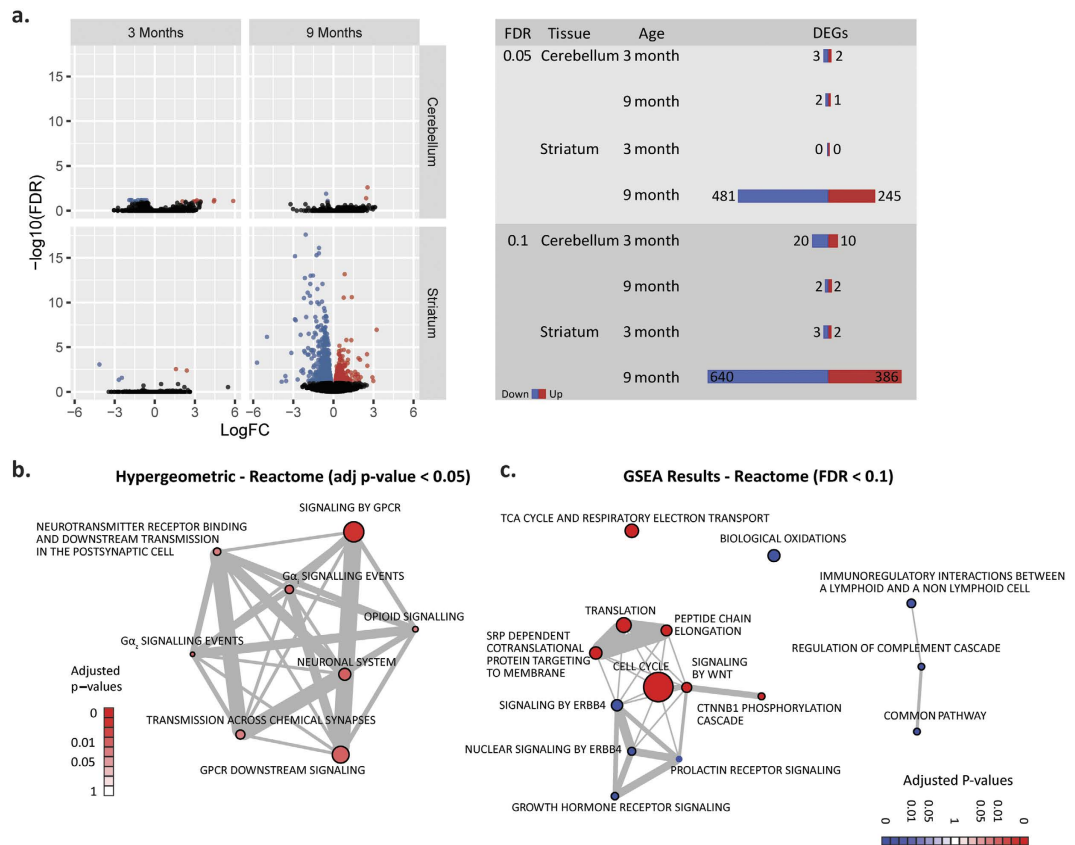 a.
3 Months
9 Months
Cerebellum
Striatum
15
10
5
0
15
10
5
0
−log10(FDR)
−6 −3 0 3 6
−6 −3 0 3 6
LogFC
FDR Tissue Age DEGs
0.05 Cerebellum 3 month 3 2
9 month 2 1
Striatum 3 month 0 0
9 month 481 245
0.1 Cerebellum 3 month 20 10
9 month 2 2
Striatum 3 month 3 2
9 month 640 386
Down Up
b.
Hypergeometric - Reactome (adj p-value < 0.05)
SIGNALING BY GPCR
NEUROTRANSMITTER RECEPTOR BINDING
AND DOWNSTREAM TRANSMISSION
IN THE POSTSYNAPTIC CELL
Gαi SIGNALLING EVENTS
OPIOID SIGNALLING
Gαz SIGNALLING EVENTS
NEURONAL SYSTEM
TRANSMISSION ACROSS CHEMICAL SYNAPSES
GPCR DOWNSTREAM SIGNALING
Adjusted
p−values
0
0.01
0.05
1
c.
GSEA Results - Reactome (FDR < 0.1)
TCA CYCLE AND RESPIRATORY ELECTRON TRANSPORT
BIOLOGICAL OXIDATIONS
IMMUNOREGULATORY INTERACTIONS BETWEEN
A LYMPHOID AND A NON LYMPHOID CELL
TRANSLATION
PEPTIDE CHAIN
ELONGATION
SRP DEPENDENT
COTRANSLATIONAL
PROTEIN TARGETING
TO MEMBRANE
REGULATION OF COMPLEMENT CASCADE
CELL CYCLE
SIGNALING
BY WNT
SIGNALING BY ERBB4
CTNNB1 PHOSPHORYLATION
CASCADE
COMMON PATHWAY
NUCLEAR SIGNALING BY ERBB4
PROLACTIN RECEPTOR SIGNALING
GROWTH HORMONE RECEPTOR SIGNALING
Adjusted P-values
0 0.01 0.05 1 0.05 0.01 0